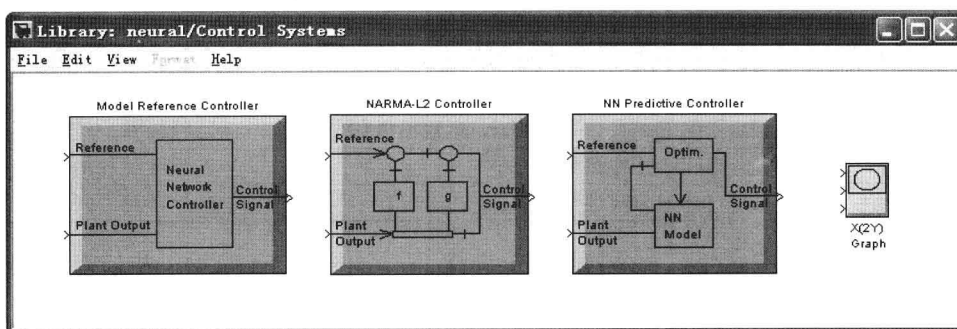 Library: neural/Control Systems
File Edit View Format Help
Model Reference Controller
Reference
Neural
Network
Controller
Control
Signal
Plant Output
NARMA-L2 Controller
Reference
f
g
Control
Signal
Plant
Output
NN Predictive Controller
Reference
Optim.
Control
Signal
Plant
Output
NN
Model
X(2Y)
Graph